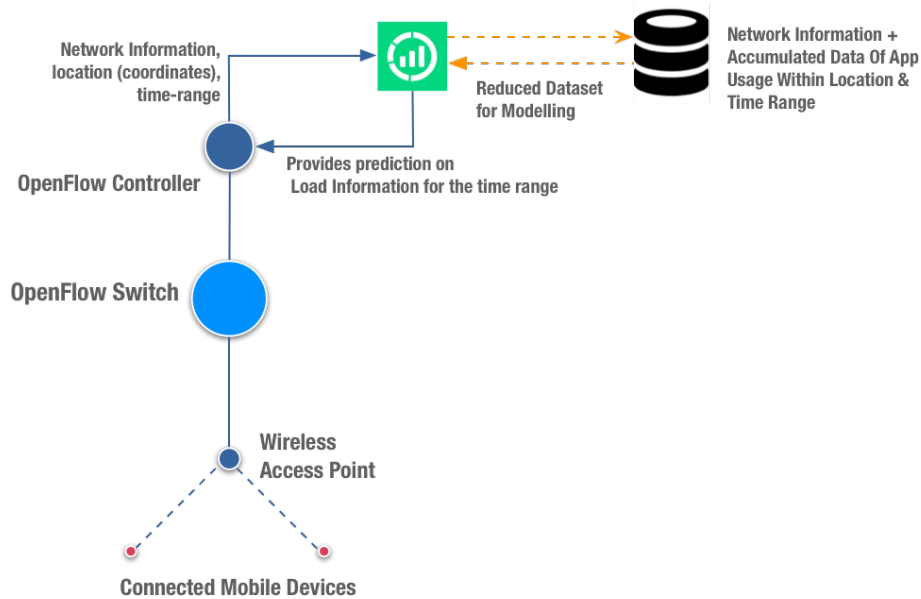 Network Information,
location (coordinates),
time-range
Network Information +
Accumulated Data Of App
Usage Within Location &
Time Range
Reduced Dataset
for Modelling
Provides prediction on
Load Information for the time range
OpenFlow Controller
OpenFlow Switch
Wireless
Access Point
Connected Mobile Devices